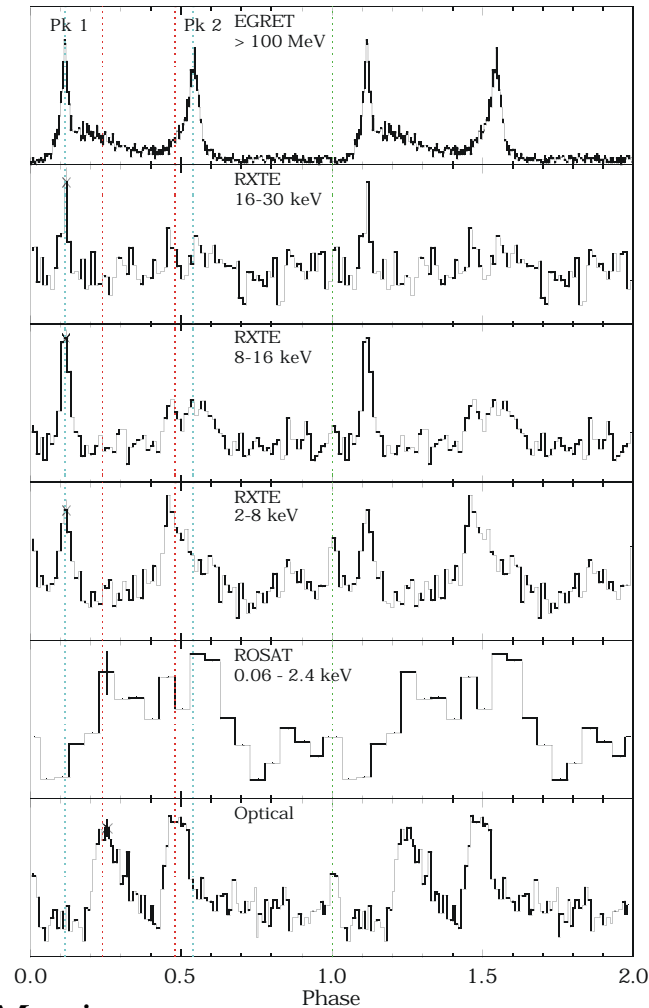 Pk 1
Pk 2
EGRET
> 100 MeV
RXTE
16-30 keV
RXTE
8-16 keV
RXTE
2-8 keV
ROSAT
0.06 - 2.4 keV
Optical
0.0
0.5
1.0
1.5
2.0
Phase